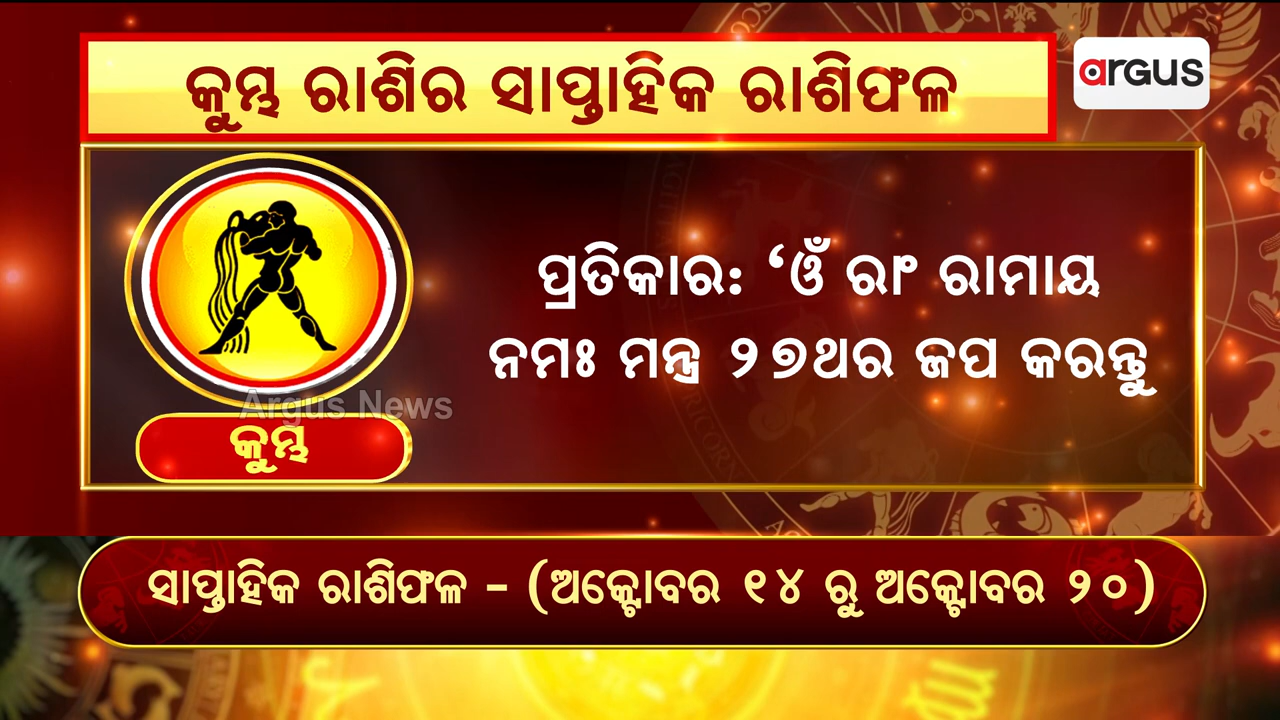 କୁମ୍ଭ ରାଶିର ସାପ୍ତାହିକ ରାଶିଫଳ
argus
ପ୍ରତିକାର: ‘ଓଁ ରାଂ ରାମାୟ
ନମଃ ମନ୍ତ୍ର ୨୭ଥର ଜପ କରନ୍ତୁ
Argus News
କୁମ୍ଭ
ସାପ୍ତାହିକ ରାଶିଫଳ - (ଅକ୍ଟୋବର ୧୪ ରୁ ଅକ୍ଟୋବର ୨୦)